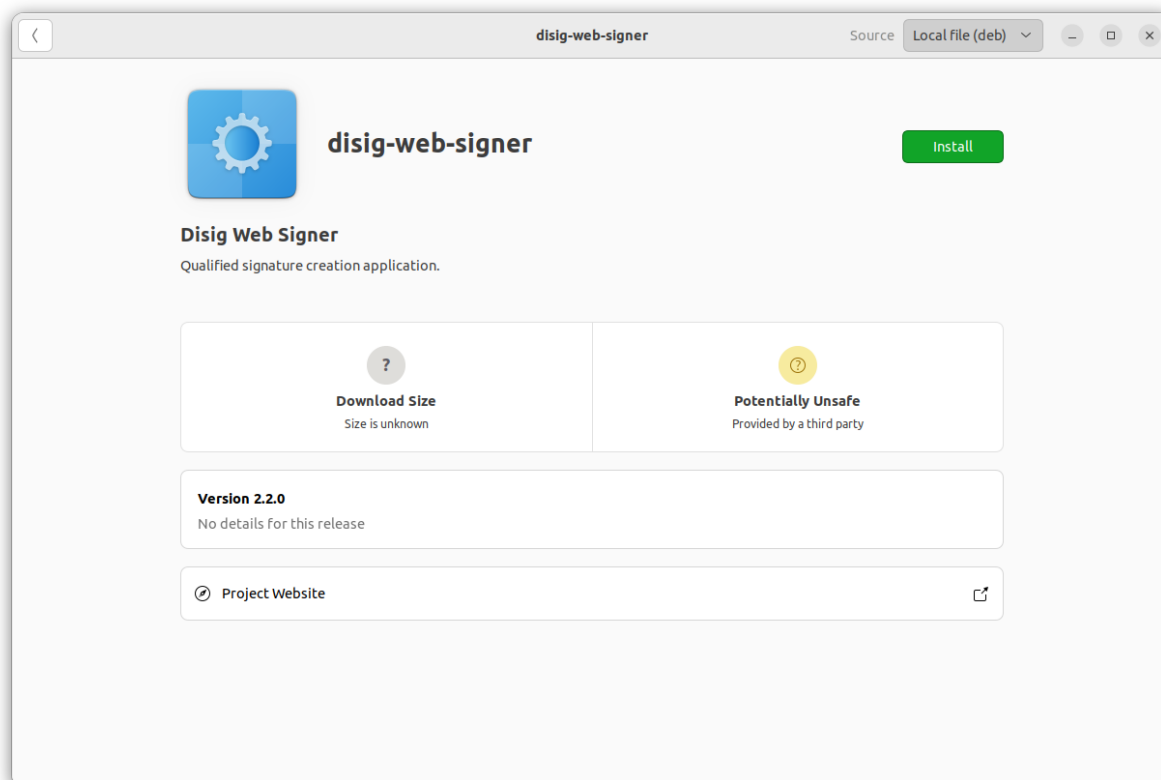 disig-web-signer
Source
Local file (deb)
disig-web-signer
Install
Disig Web Signer
Qualified signature creation application.
?
Download Size
Size is unknown
?
Potentially Unsafe
Provided by a third party
Version 2.2.0
No details for this release
Project Website